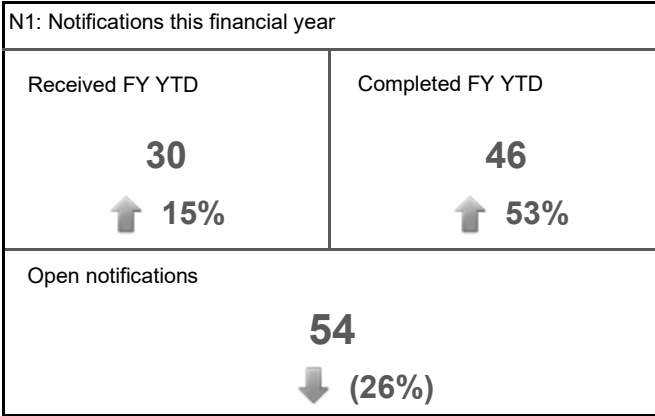 N1: Notifications this financial year
Received FY YTD
30
15%
Completed FY YTD
46
53%
Open notifications
54
(26%)